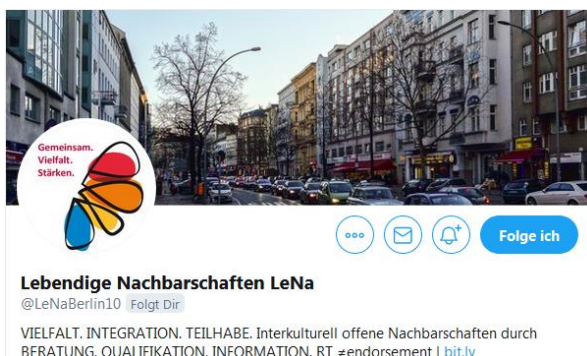 Gemeinsam.
Vielfalt.
Stärken.
Folge ich
Lebendige Nachbarschaften LeNa
@LeNaBerlin10 Folgt Dir
VIELFALT. INTEGRATION. TEILHABE. Interkulturell offene Nachbarschaften durch
BERATUNG. QUALIFIKATION. INFORMATION. RT ≠endorsement | bit.ly